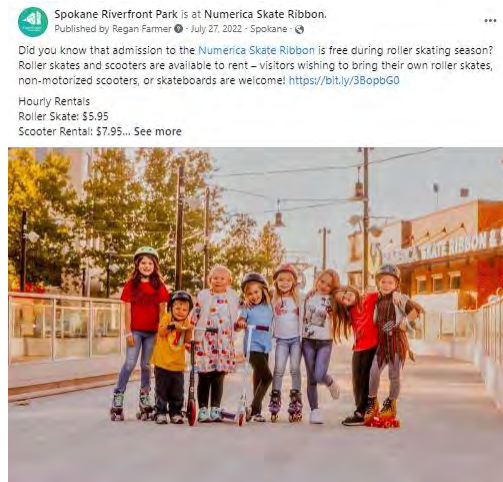 Spokane Riverfront Park is at Numerica Skate Ribbon.
Published by Regan Farmer · July 27, 2022 · Spokane ·
Did you know that admission to the Numerica Skate Ribbon is free during roller skating season?
Roller skates and scooters are available to rent – visitors wishing to bring their own roller skates,
non-motorized scooters, or skateboards are welcome! https://bit.ly/3BopbG0
Hourly Rentals
Roller Skate: $5.95
Scooter Rental: $7.95... See more
NUMERICA SKATE RIBBON &